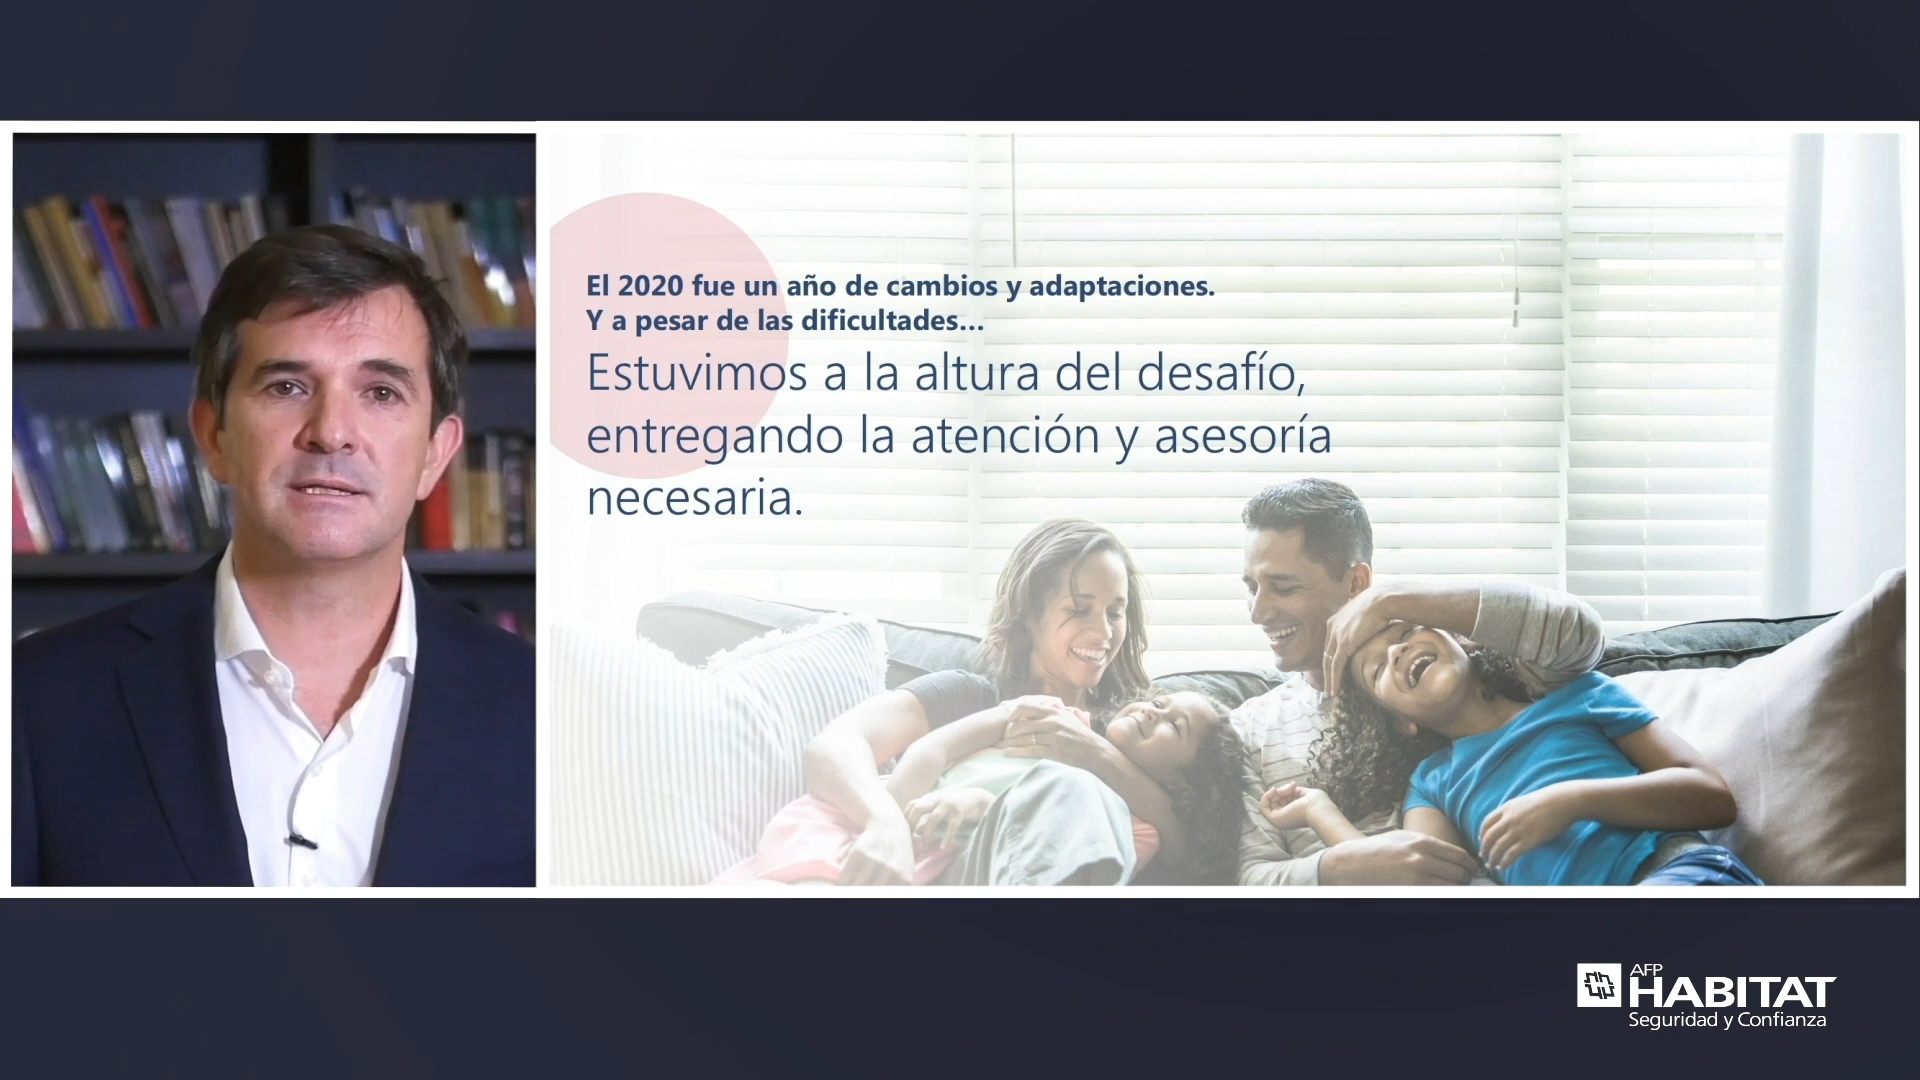 El 2020 fue un año de cambios y adaptaciones.
Y a pesar de las dificultades...
Estuvimos a la altura del desafío,
entregando la atención y asesoría
necesaria.
AFP
HABITAT
Seguridad y Confianza